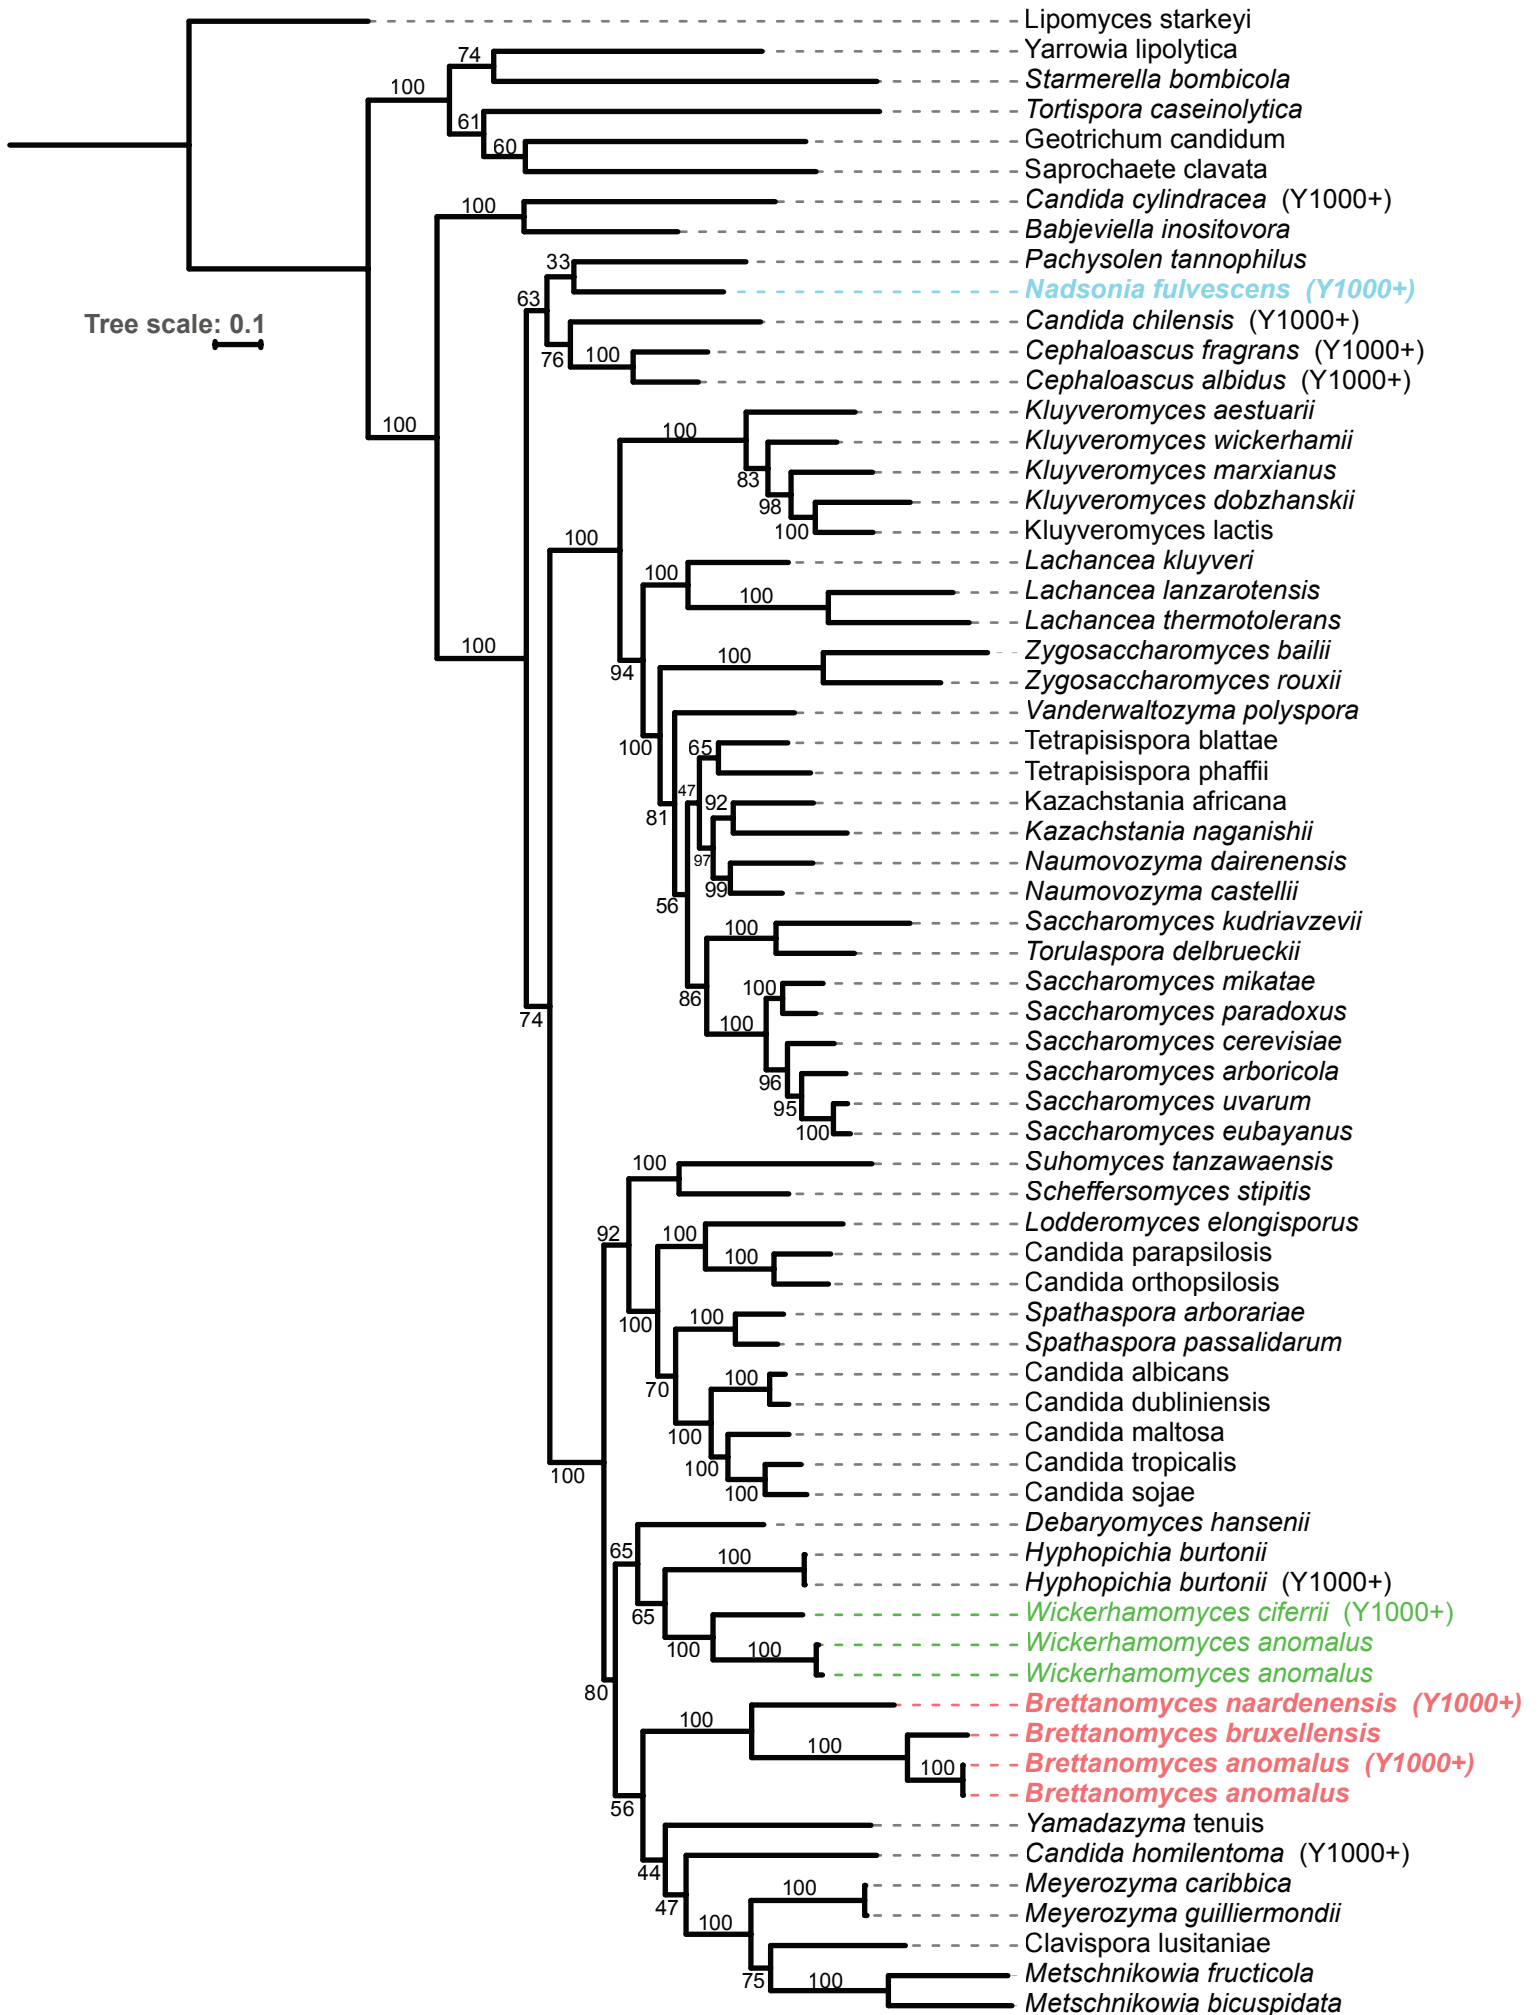 Lipomyces starkeyi
Yarrowia lipolytica
74
Starmerella bombicola
100
Tortispora caseinolytica
61
Geotrichum candidum
60
Saprochaete clavata
Candida cylindracea (Y1000+)
100
Babjeviella inositovora
Pachysolen tannophilus
33
Nadsonia fulvescens (Y1000+)
63
Tree scale: 0.1
Candida chilensis (Y1000+)
Cephaloascus fragrans (Y1000+)
76
100
Cephaloascus albidus (Y1000+)
Kluyveromyces aestuarii
100
100
Kluyveromyces wickerhamii
Kluyveromyces marxianus
83
Kluyveromyces dobzhanskii
98
Kluyveromyces lactis
100
100
Lachancea kluyveri
100
Lachancea lanzarotensis
100
Lachancea thermotolerans
100
Zygosaccharomyces bailii
100
94
Zygosaccharomyces rouxii
Vanderwaltozyma polyspora
100
65
Tetrapisispora blattae
Tetrapisispora phaffii
47
Kazachstania africana
92
81
Kazachstania naganishii
Naumovozyma dairenensis
97
99
Naumovozyma castellii
56
Saccharomyces kudriavzevii
100
Torulaspora delbrueckii
Saccharomyces mikatae
100
86
Saccharomyces paradoxus
74
100
Saccharomyces cerevisiae
Saccharomyces arboricola
96
Saccharomyces uvarum
95
Saccharomyces eubayanus
100
Suhomyces tanzawaensis
100
Scheffersomyces stipitis
Lodderomyces elongisporus
92
100
Candida parapsilosis
100
Candida orthopsilosis
Spathaspora arborariae
100
100
Spathaspora passalidarum
Candida albicans
100
70
Candida dubliniensis
Candida maltosa
100
Candida tropicalis
100
100
Candida sojae
100
Debaryomyces hansenii
65
Hyphopichia burtonii
100
Hyphopichia burtonii (Y1000+)
65
Wickerhamomyces ciferrii (Y1000+)
Wickerhamomyces anomalus
100
100
Wickerhamomyces anomalus
80
Brettanomyces naardenensis (Y1000+)
100
Brettanomyces bruxellensis
100
Brettanomyces anomalus (Y1000+)
100
Brettanomyces anomalus
56
Yamadazyma tenuis
Candida homilentoma (Y1000+)
44
Meyerozyma caribbica
100
47
Meyerozyma guilliermondii
100
Clavispora lusitaniae
Metschnikowia fructicola
75
100
Metschnikowia bicuspidata